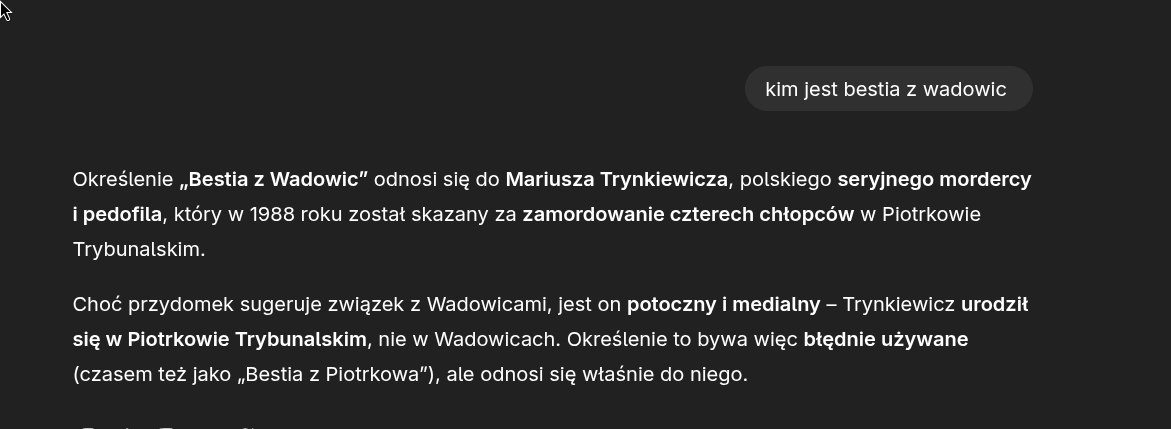 kim jest bestia z wadowic
Określenie „Bestia z Wadowic” odnosi się do Mariusza Trynkiewicza, polskiego seryjnego mordercy
i pedofila, który w 1988 roku został skazany za zamordowanie czterech chłopców w Piotrkowie
Trybunalskim.
Choć przydomek sugeruje związek z Wadowicami, jest on potoczny i medialny – Trynkiewicz urodził
się w Piotrkowie Trybunalskim, nie w Wadowicach. Określenie to bywa więc błędnie używane
(czasem też jako „Bestia z Piotrkowa”), ale odnosi się właśnie do niego.